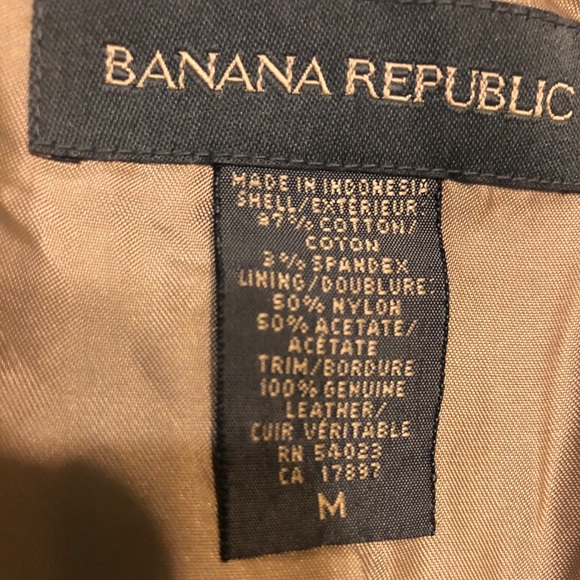 BANANA REPUBLIC
MADE IN INDONESIA
SHELL/EXTÉRIEUR:
97% COTTON/
COTON
3% SPANDEX
LINING/DOUBLURE
50% NYLON
50% ACETATE/
ACÉTATE
TRIM/BORDURE
100% GENUINE
LEATHER/
CUIR VÉRITABLE
RN 54023
CA 17897
M